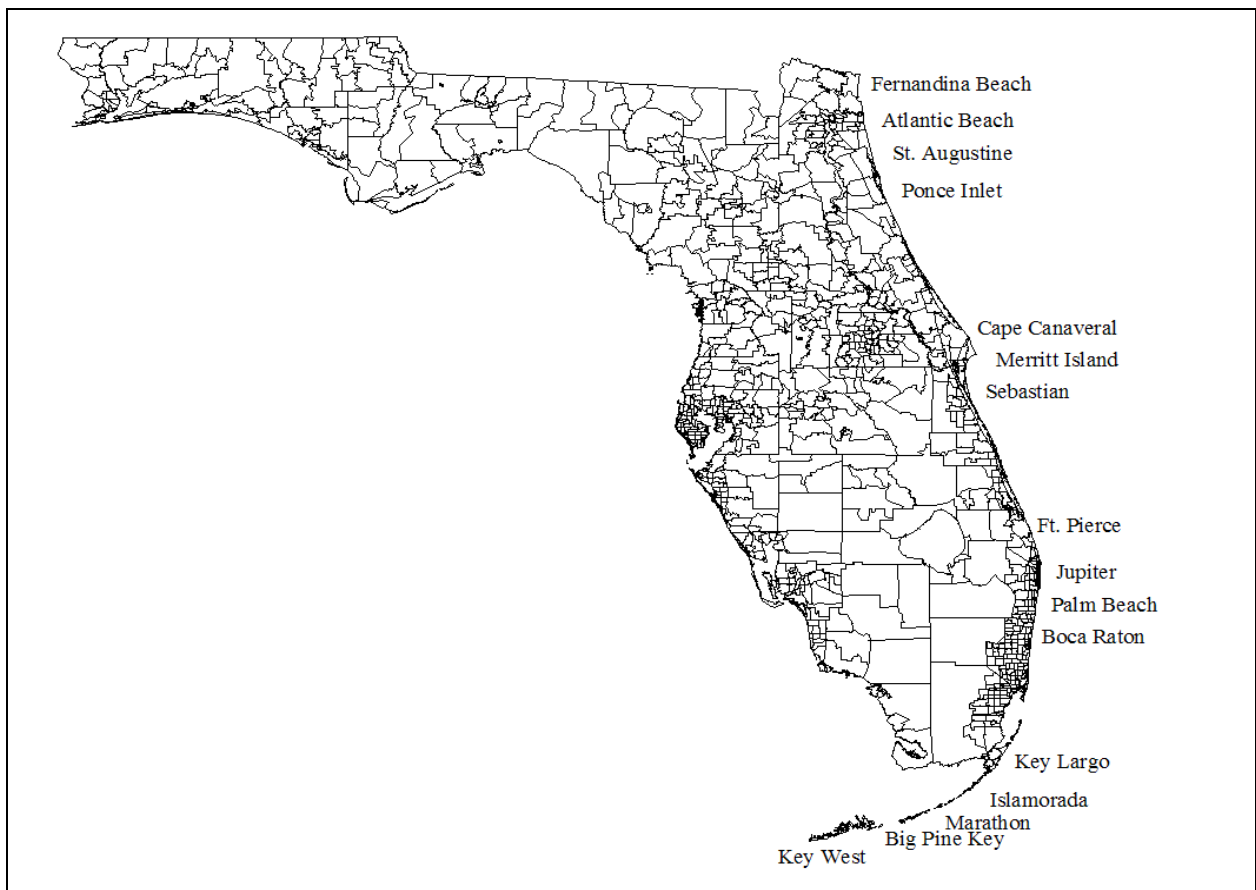 Fernandina Beach
Atlantic Beach
St. Augustine
Ponce Inlet
Cape Canaveral
Merritt Island
Sebastian
Ft. Pierce
Jupiter
Palm Beach
Boca Raton
Key Largo
Islamorada
Marathon
Big Pine Key
Key West